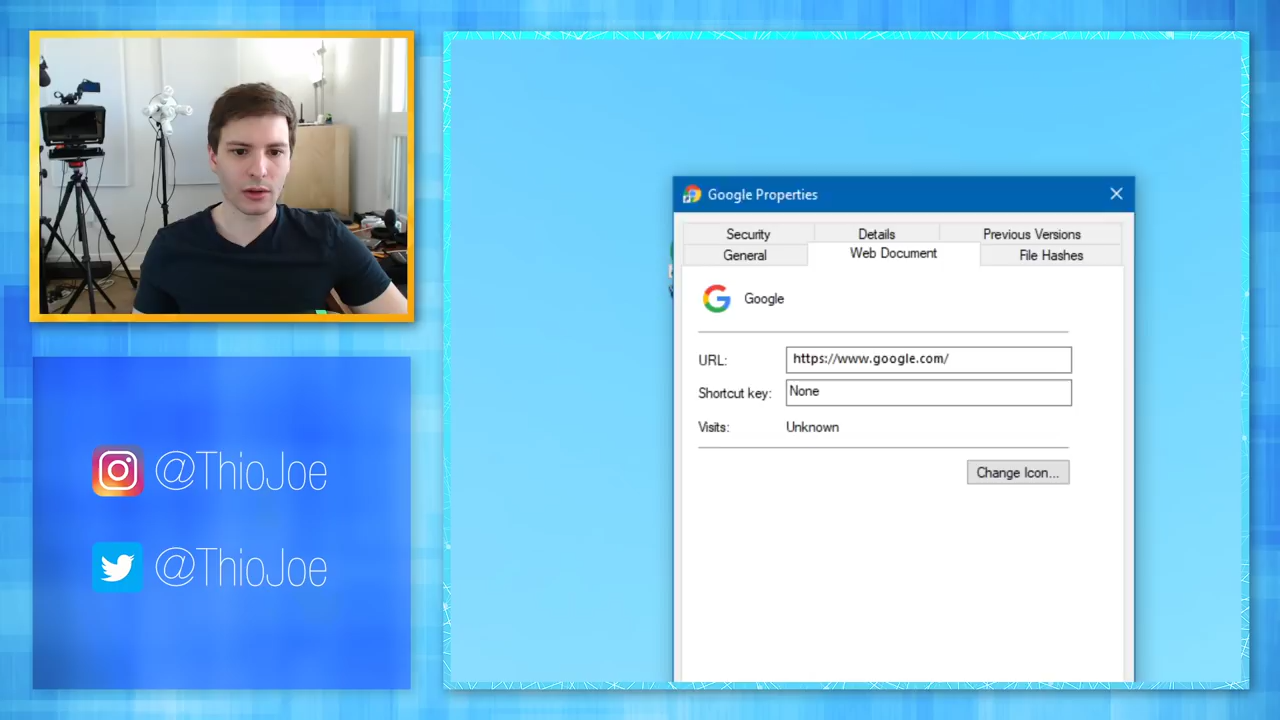 Google Properties
Security
Details
Previous Versions
General
Web Document
File Hashes
Google
URL:
https://www.google.com/
Shortcut key:
None
Visits:
Unknown
Change Icon...
@ThioJoe
@ThioJoe